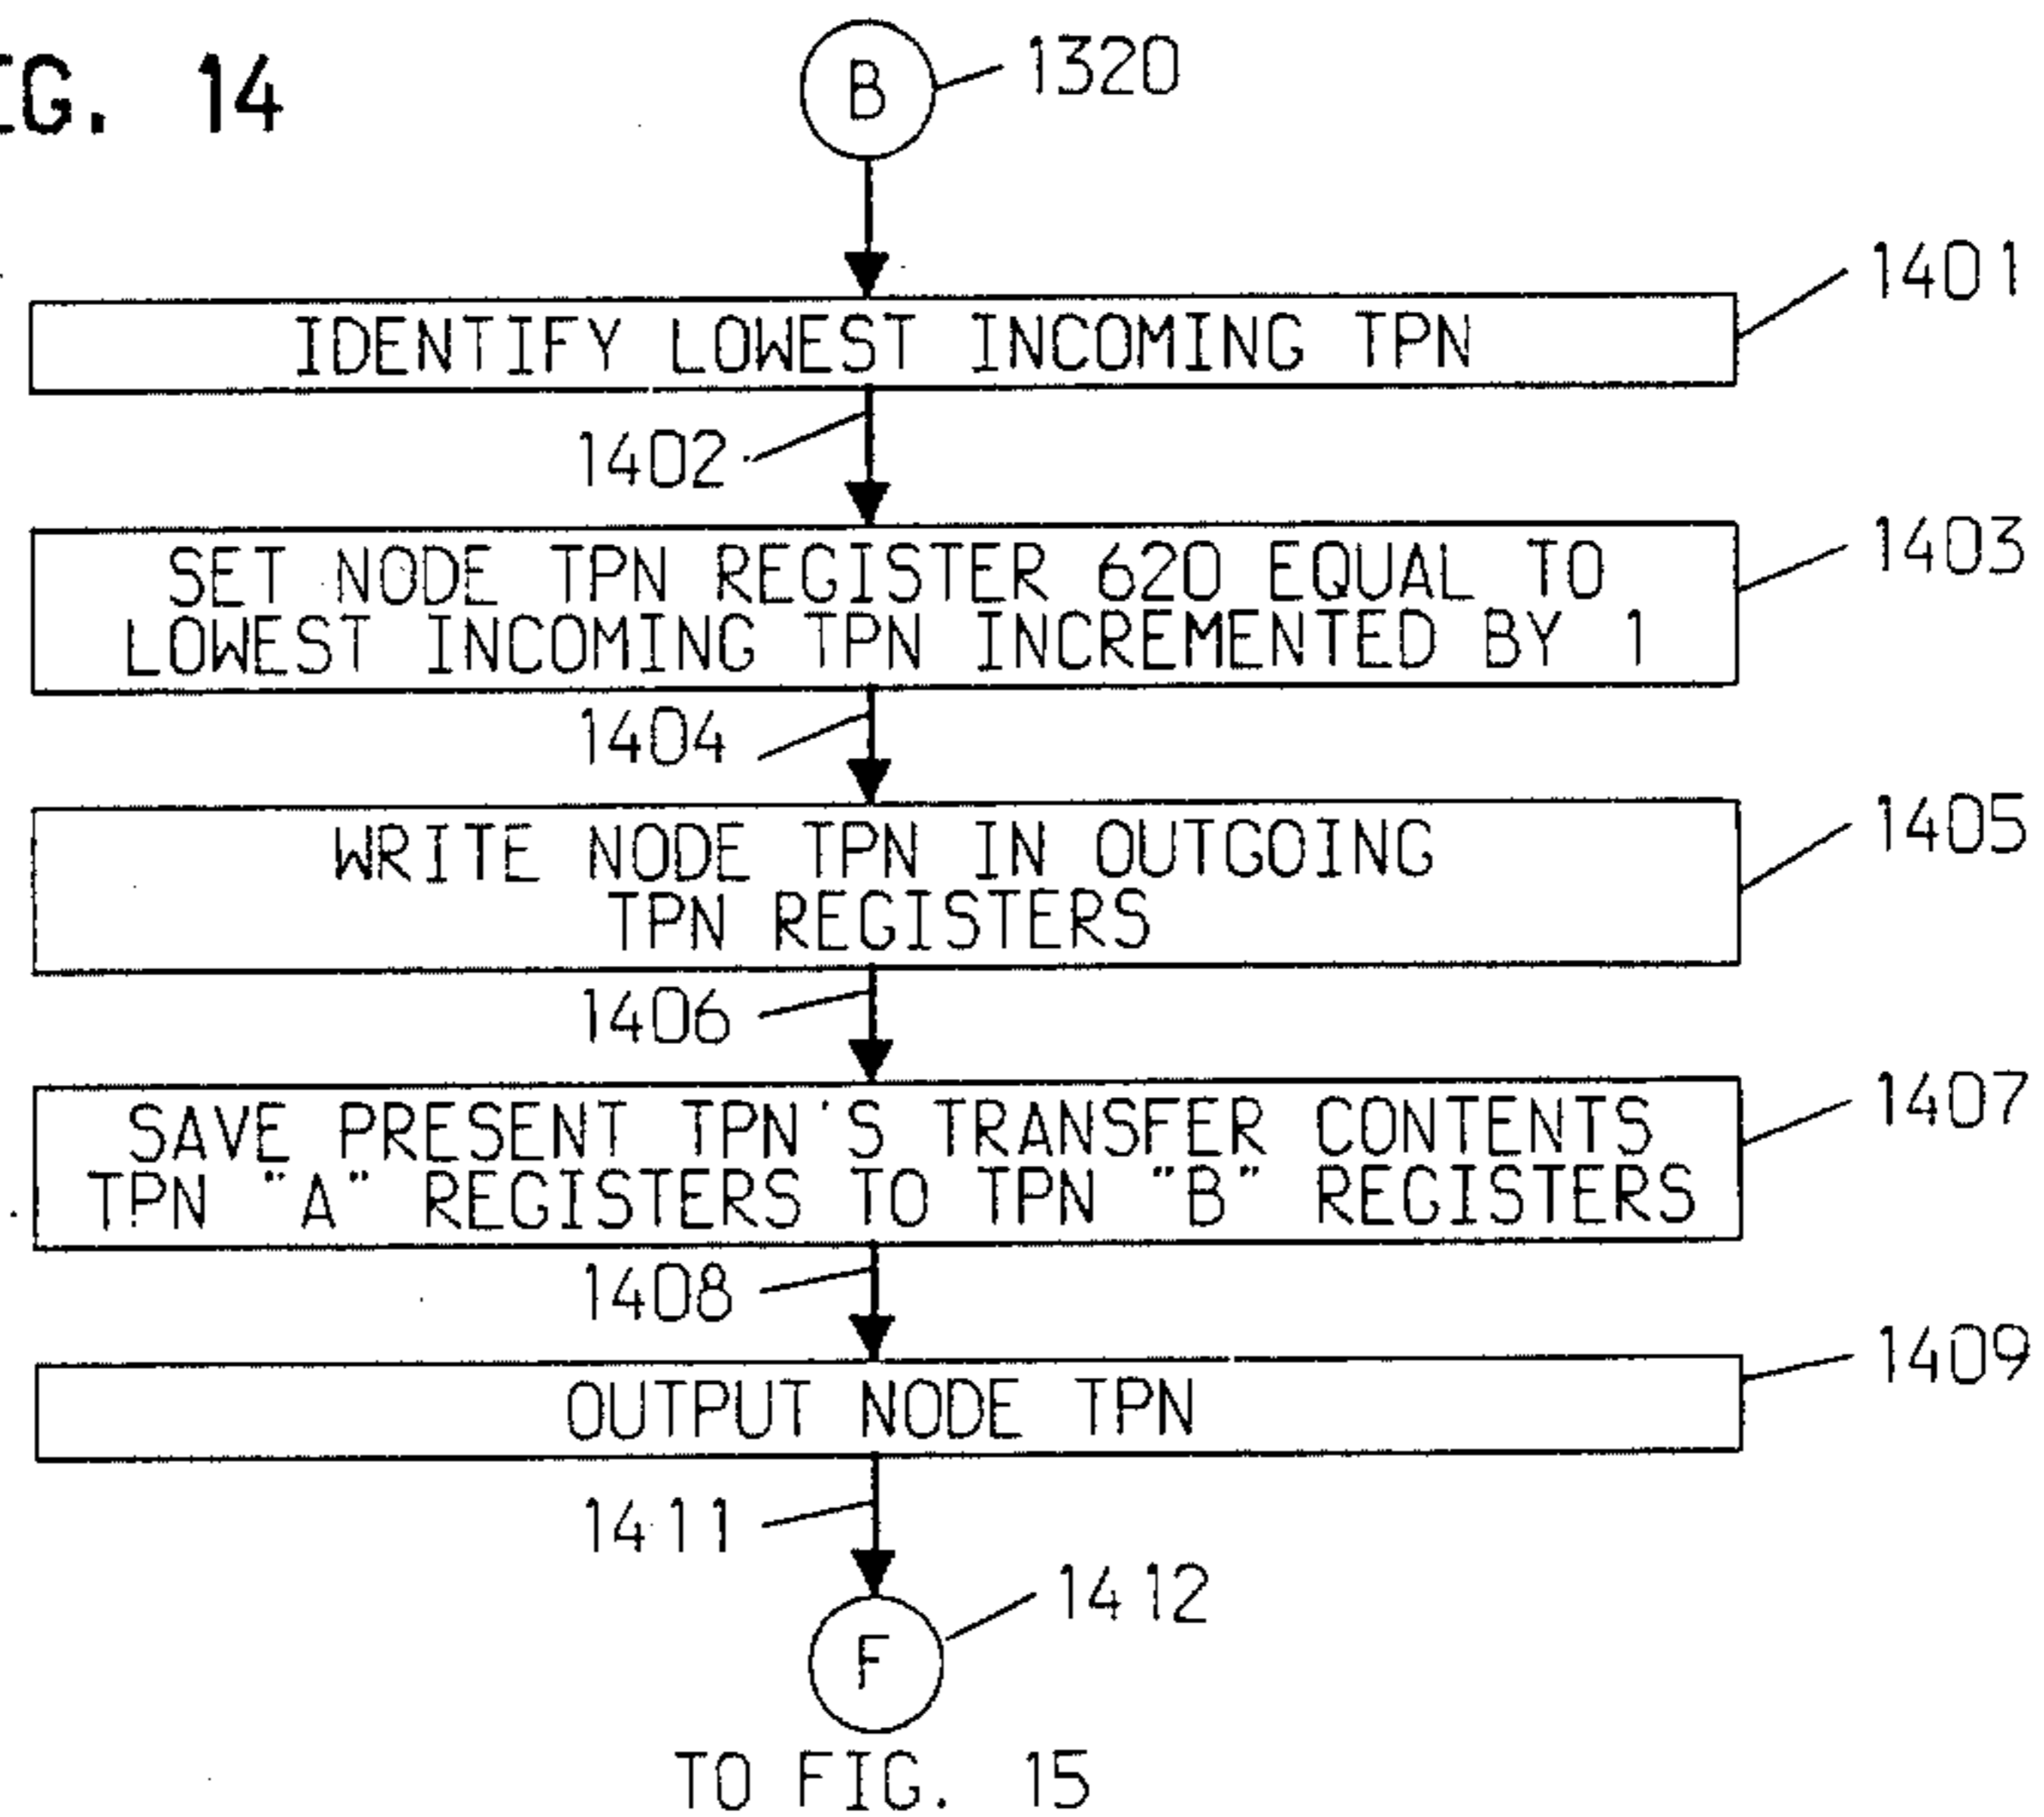 IG. 14
B
1320
1401
IDENTIFY LOWEST INCOMING TPN
1402
1403
SET NODE TPN REGISTER 620 EQUAL TO
LOWEST INCOMING TPN INCREMENTED BY 1
1404
1405
WRITE NODE TPN IN OUTGOING
TPN REGISTERS
1406
1407
SAVE PRESENT TPN'S TRANSFER CONTENTS
TPN "A" REGISTERS TO TPN "B" REGISTERS
1408
1409
OUTPUT NODE TPN
1411
1412
F
TO FIG. 15